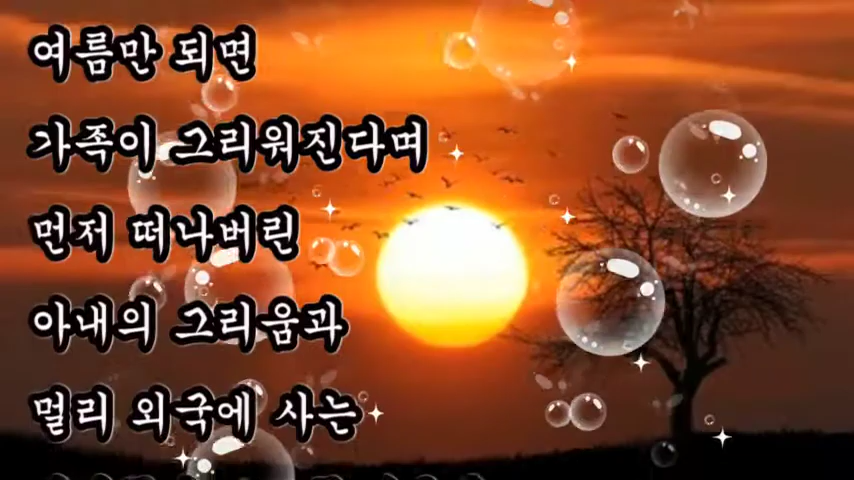 여름만 되면
가족이 그리워진다며
먼저 떠나버린
아내의 그리움과
멀리 외국에 사는